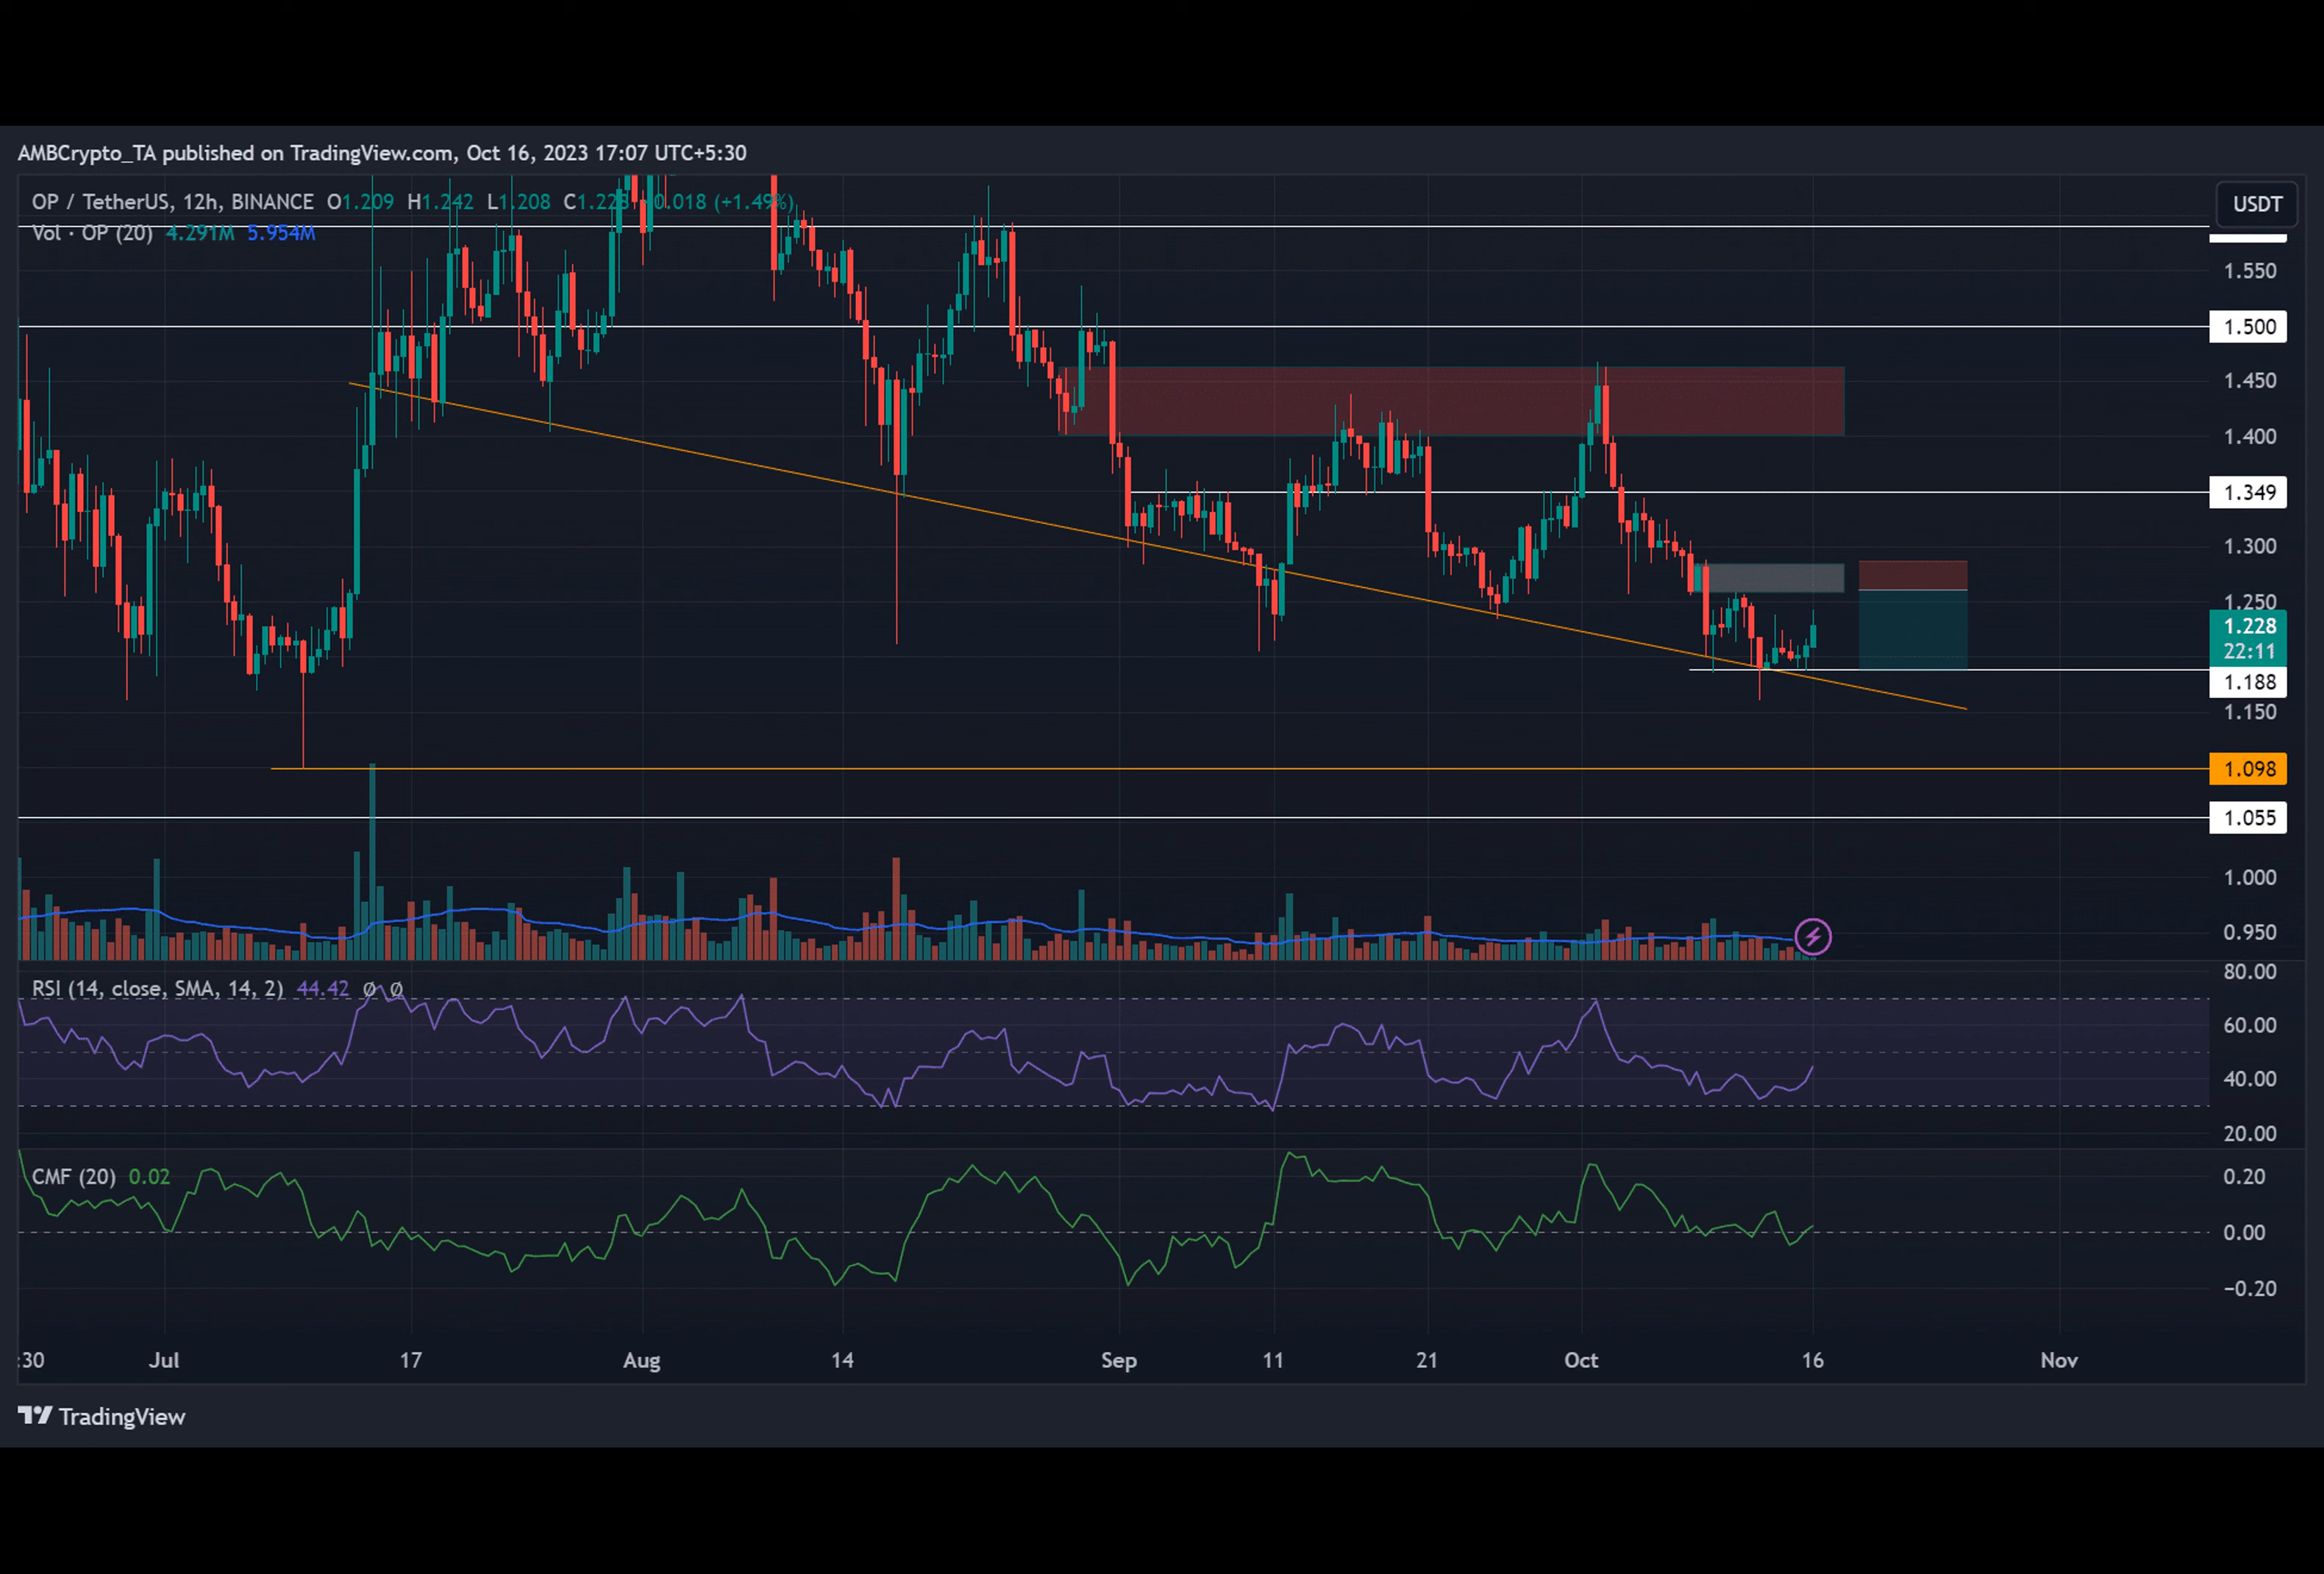 AMBCrypto_TA published on TradingView.com, Oct 16, 2023 17:07 UTC+5:30
OP / TetherUS, 12h, BINANCE O1.209 H1.242 L1.208 0.018 (+1.49%)
Vol · OP (20) 4.291M 5.954M
USDT
1.550
1.500
1.450
1.400
1.349
1.300
1.250
1.228
22:11
1.188
1.150
1.098
1.055
1.000
0.950
RSI (14, close, SMA, 14, 2) 44.42 Ø Ø
80.00
60.00
40.00
20.00
CMF (20) 0.02
0.20
0.00
−0.20
:30 Jul 17 Aug 14 Sep 11 21 Oct 16 Nov
TradingView